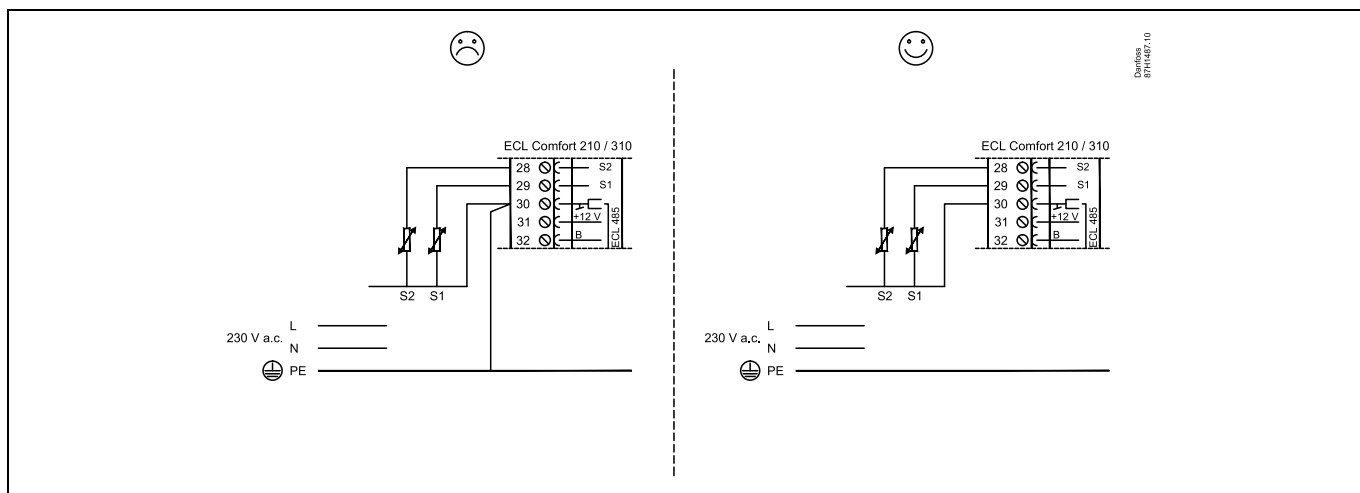 Danfoss
87H1487.10
ECL Comfort 210 / 310
28 S2
29 S1
30
+12 V
31
32 B
ECL 485
S2 S1
L
230 V a.c.
N
PE
ECL Comfort 210 / 310
28 S2
29 S1
30
+12 V
31
32 B
ECL 485
S2 S1
L
230 V a.c.
N
PE